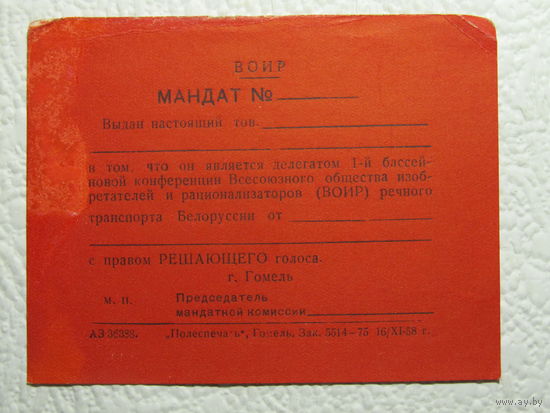 ВОИР
МАНДАТ №
Выдан настоящий тов.
в том, что он является делегатом 1-й бассей-
новой конференции Всесоюзного общества изоб-
ретателей и рационализаторов (ВОИР) речного
транспорта Белоруссии от
с правом РЕШАЮЩЕГО голоса.
г. Гомель
М. П. Председатель
мандатной комиссии
АЗ 36388. „Полеспечать“, Гомель. Зак. 5514—75 16/XI-58 г.
www.ay.by